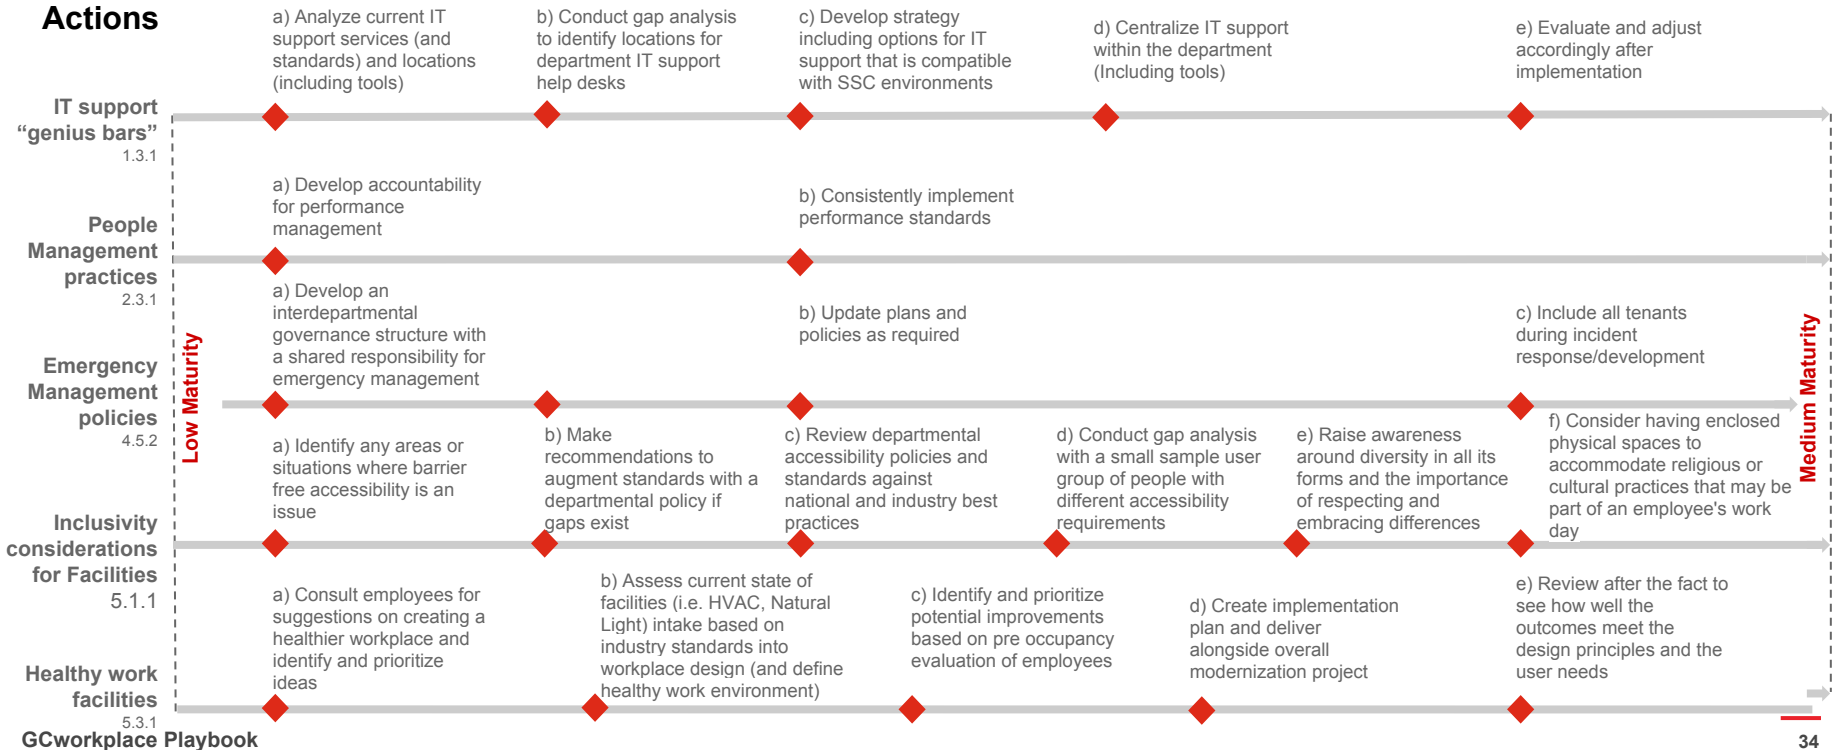 Actions
a) Analyze current IT
support services (and
standards) and locations
(including tools)
b) Conduct gap analysis
to identify locations for
department IT support
help desks
c) Develop strategy
including options for IT
support that is compatible
with SSC environments
d) Centralize IT support
within the department
(Including tools)
e) Evaluate and adjust
accordingly after
implementation
IT support
“genius bars”
1.3.1
a) Develop accountability
for performance
management
b) Consistently implement
performance standards
People
Management
practices
2.3.1
a) Develop an
interdepartmental
governance structure with
a shared responsibility for
emergency management
b) Update plans and
policies as required
c) Include all tenants
during incident
response/development
Emergency
Management
policies
4.5.2
Low Maturity
Medium Maturity
a) Identify any areas or
situations where barrier
free accessibility is an
issue
b) Make
recommendations to
augment standards with a
departmental policy if
gaps exist
c) Review departmental
accessibility policies and
standards against
national and industry best
practices
d) Conduct gap analysis
with a small sample user
group of people with
different accessibility
requirements
e) Raise awareness
around diversity in all its
forms and the importance
of respecting and
embracing differences
f) Consider having enclosed
physical spaces to
accommodate religious or
cultural practices that may be
part of an employee's work
day
Inclusivity
considerations
for Facilities
5.1.1
a) Consult employees for
suggestions on creating a
healthier workplace and
identify and prioritize
ideas
b) Assess current state of
facilities (i.e. HVAC, Natural
Light) intake based on
industry standards into
workplace design (and define
healthy work environment)
c) Identify and prioritize
potential improvements
based on pre occupancy
evaluation of employees
d) Create implementation
plan and deliver
alongside overall
modernization project
e) Review after the fact to
see how well the
outcomes meet the
design principles and the
user needs
Healthy work
facilities
5.3.1
GCworkplace Playbook
34